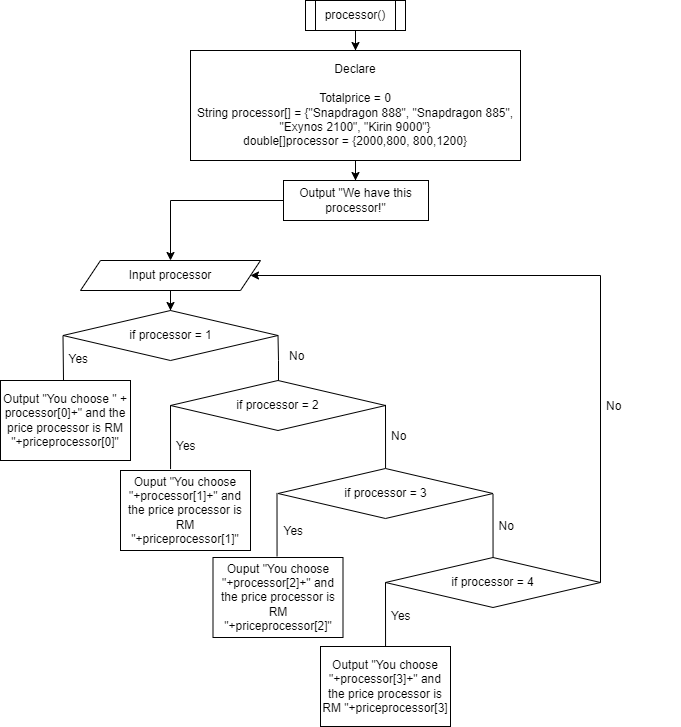 processor()
Declare
Totalprice = 0
String processor[] = {"Snapdragon 888", "Snapdragon 885",
"Exynos 2100", "Kirin 9000"}
double[]processor = {2000,800, 800,1200}
Output "We have this
processor!"
Input processor
if processor = 1
Yes
No
Output "You choose " +
processor[0]+" and the
price processor is RM
"+priceprocessor[0]"
if processor = 2
No
Yes
No
Ouput "You choose
"+processor[1]+" and
the price processor is
RM
"+priceprocessor[1]"
if processor = 3
Yes
No
Ouput "You choose
"+processor[2]+" and
the price processor is
RM
"+priceprocessor[2]"
if processor = 4
Yes
Output "You choose
"+processor[3]+" and
the price processor is
RM "+priceprocessor[3]